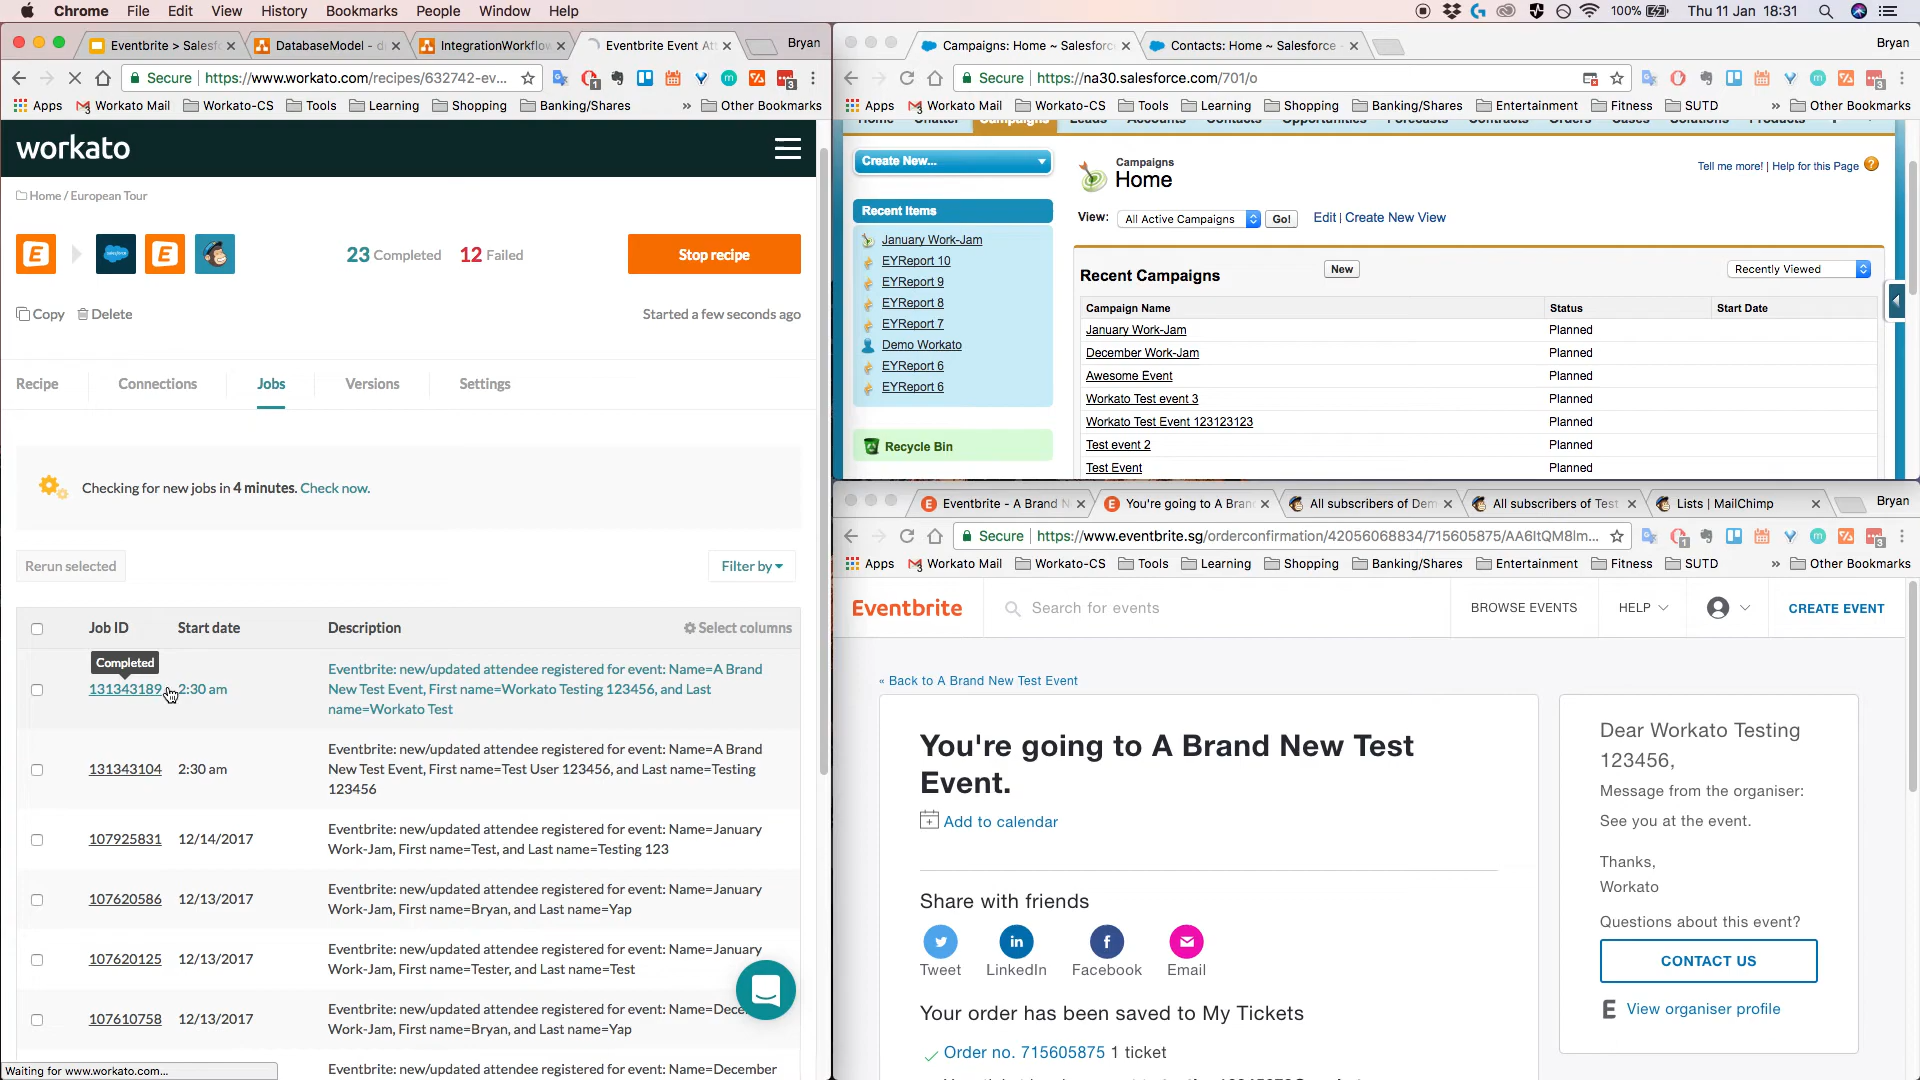 Chrome File Edit View History Bookmarks People Window Help
100% Thu 11 Jan 18:31
Eventbrite > Salesf
DatabaseModel - d
IntegrationWorkflow
Eventbrite Event At
Bryan
Secure https://www.workato.com/recipes/632742-ev...
Apps Workato Mail Workato-CS Tools Learning Shopping Banking/Shares » Other Bookmarks
workato
Home / European Tour
23 Completed 12 Failed
Stop recipe
Copy Delete
Started a few seconds ago
Recipe Connections Jobs Versions Settings
Checking for new jobs in 4 minutes. Check now.
Rerun selected
Filter by
Job ID Start date Description Select columns
Completed
131343189 2:30 am
Eventbrite: new/updated attendee registered for event: Name=A Brand
New Test Event, First name=Workato Testing 123456, and Last
name=Workato Test
131343104 2:30 am
Eventbrite: new/updated attendee registered for event: Name=A Brand
New Test Event, First name=Test User 123456, and Last name=Testing
123456
107925831 12/14/2017
Eventbrite: new/updated attendee registered for event: Name=January
Work-Jam, First name=Test, and Last name=Testing 123
107620586 12/13/2017
Eventbrite: new/updated attendee registered for event: Name=January
Work-Jam, First name=Bryan, and Last name=Yap
107620125 12/13/2017
Eventbrite: new/updated attendee registered for event: Name=January
Work-Jam, First name=Tester, and Last name=Test
107610758 12/13/2017
Eventbrite: new/updated attendee registered for event: Name=Dece
Work-Jam, First name=Bryan, and Last name=Yap
Eventbrite: new/updated attendee registered for event: Name=December
Waiting for www.workato.com...
Campaigns: Home ~ Salesforc
Contacts: Home ~ Salesforce
Bryan
Secure https://na30.salesforce.com/701/o
Apps Workato Mail Workato-CS Tools Learning Shopping Banking/Shares Entertainment Fitness SUTD » Other Bookmarks
Home Chatter Campaigns Leads Accounts Contacts Opportunities Forecasts Contracts Orders Cases Solutions Products
Create New...
Recent Items
January Work-Jam
EYReport 10
EYReport 9
EYReport 8
EYReport 7
Demo Workato
EYReport 6
EYReport 6
Recycle Bin
Campaigns
Home
Tell me more! | Help for this Page
View: All Active Campaigns Go! Edit | Create New View
Recent Campaigns New Recently Viewed
Campaign Name Status Start Date
January Work-Jam Planned
December Work-Jam Planned
Awesome Event Planned
Workato Test event 3 Planned
Workato Test Event 123123123 Planned
Test event 2 Planned
Test Event Planned
Eventbrite - A Brand N
You're going to A Bran
All subscribers of Dem
All subscribers of Test
Lists | MailChimp
Bryan
Secure https://www.eventbrite.sg/orderconfirmation/42056068834/715605875/AA6ItQM8lm...
Apps Workato Mail Workato-CS Tools Learning Shopping Banking/Shares Entertainment Fitness SUTD » Other Bookmarks
Eventbrite Search for events BROWSE EVENTS HELP CREATE EVENT
« Back to A Brand New Test Event
You're going to A Brand New Test
Event.
Add to calendar
Share with friends
Tweet LinkedIn Facebook Email
Your order has been saved to My Tickets
Order no. 715605875 1 ticket
Dear Workato Testing
123456,
Message from the organiser:
See you at the event.
Thanks,
Workato
Questions about this event?
CONTACT US
View organiser profile